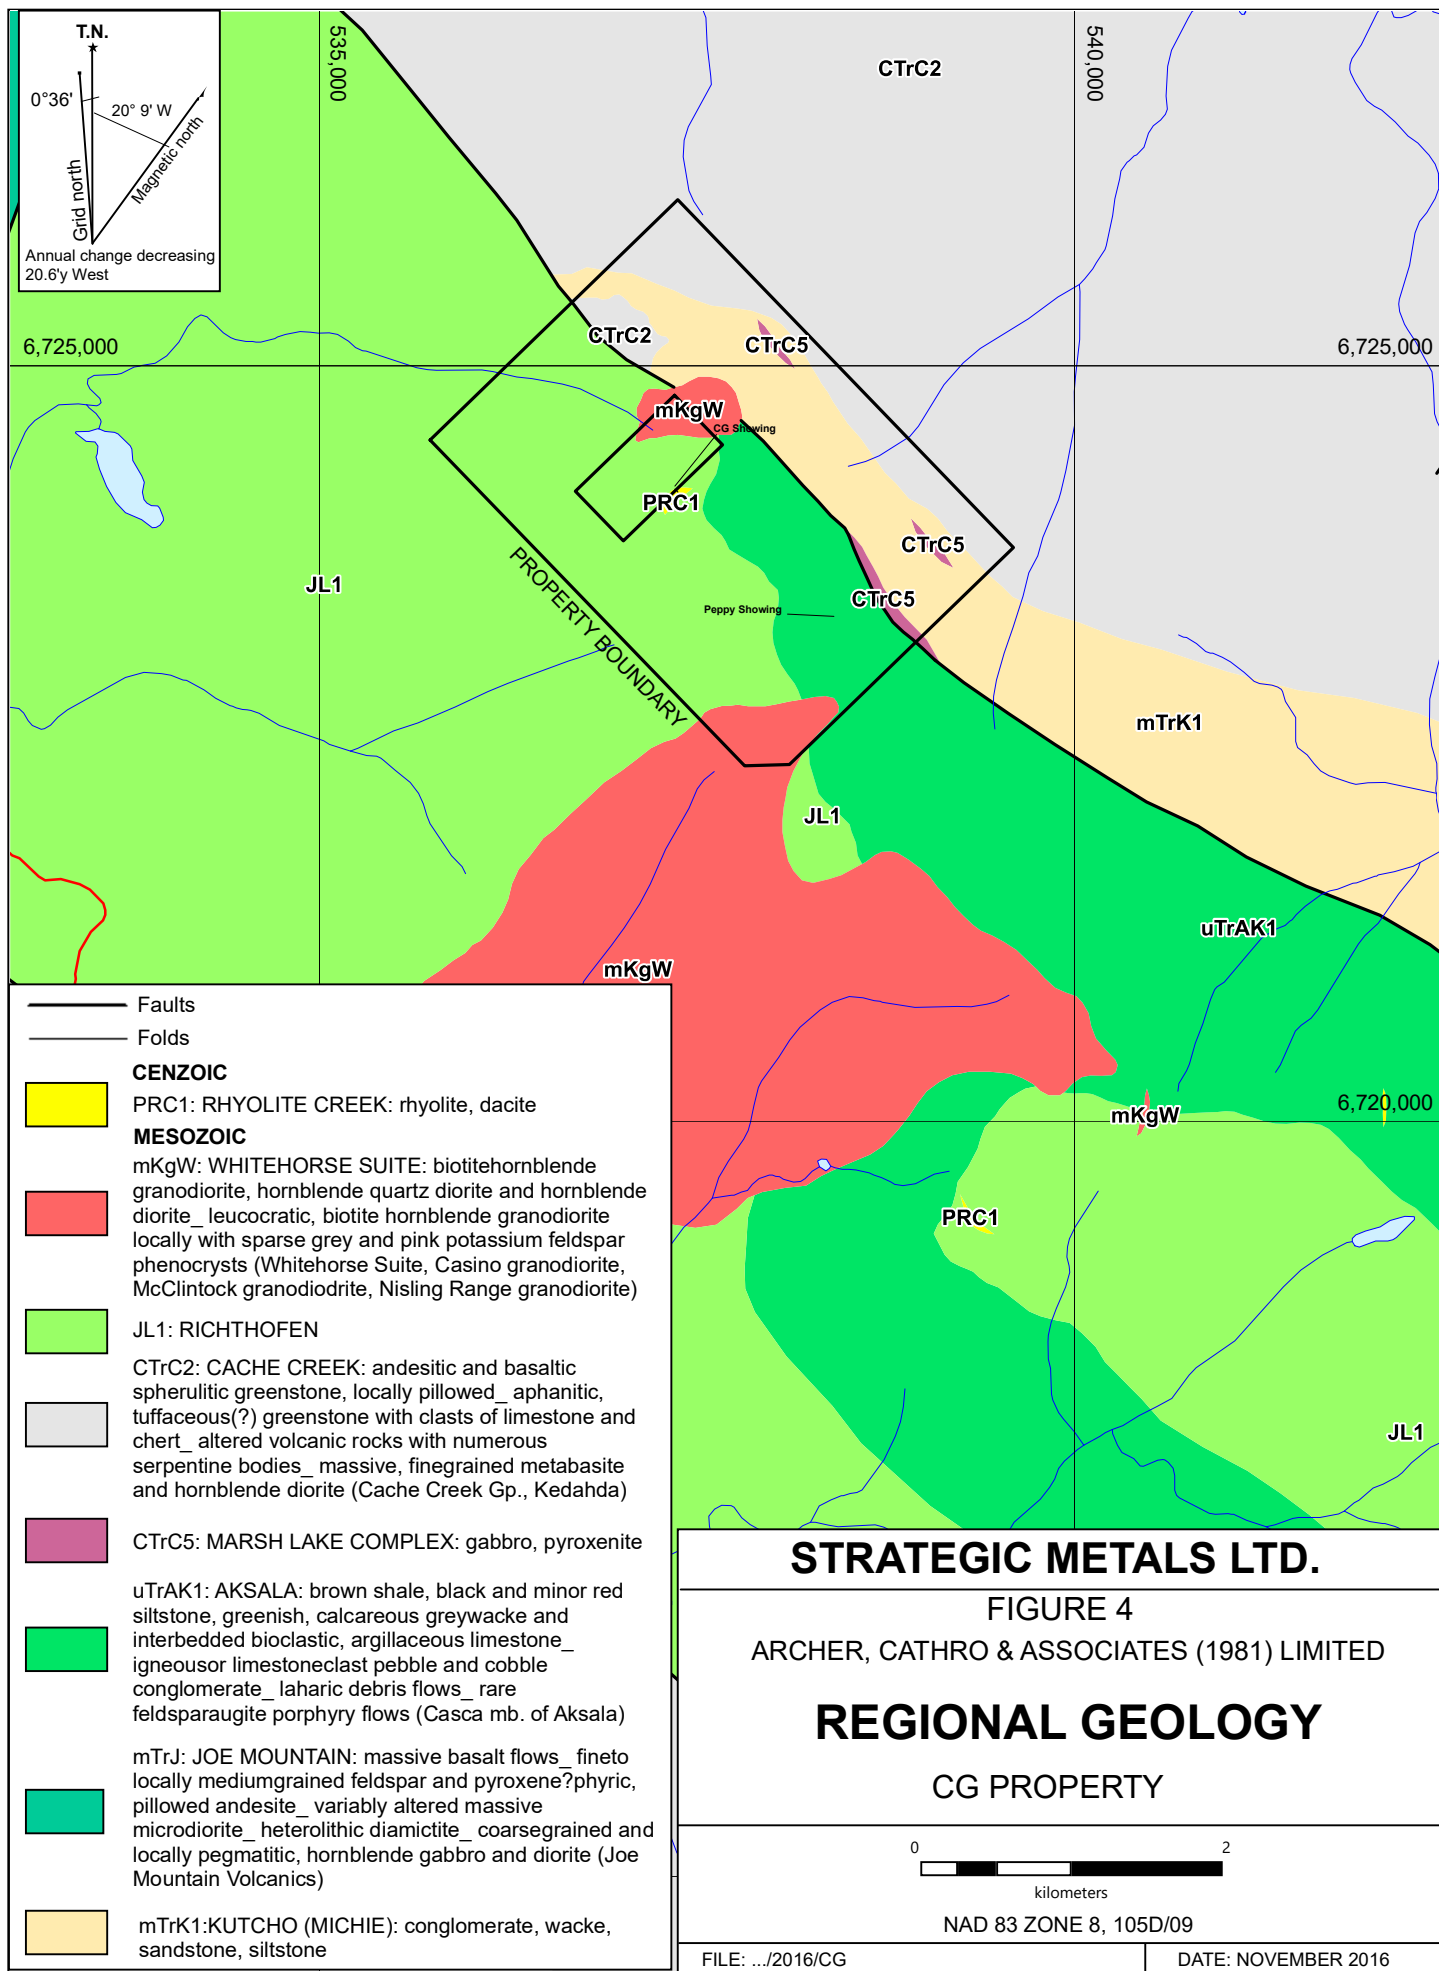 T.N.
0°36'
20° 9' W
Grid north
Magnetic north
Annual change decreasing
20.6'y West
535,000
540,000
CTrC2
6,725,000
6,725,000
CTrC2
CTrC5
mKgW
CG Showing
PRC1
CTrC5
CTrC5
JL1
Peppy Showing
PROPERTY BOUNDARY
mTrK1
JL1
uTrAK1
mKgW
6,720,000
mKgW
PRC1
JL1
Faults
Folds
CENZOIC
PRC1: RHYOLITE CREEK: rhyolite, dacite
MESOZOIC
mKgW: WHITEHORSE SUITE: biotitehornblende
granodiorite, hornblende quartz diorite and hornblende
diorite_ leucocratic, biotite hornblende granodiorite
locally with sparse grey and pink potassium feldspar
phenocrysts (Whitehorse Suite, Casino granodiorite,
McClintock granodiodrite, Nisling Range granodiorite)
JL1: RICHTHOFEN
CTrC2: CACHE CREEK: andesitic and basaltic
spherulitic greenstone, locally pillowed_ aphanitic,
tuffaceous(?) greenstone with clasts of limestone and
chert_ altered volcanic rocks with numerous
serpentine bodies_ massive, finegrained metabasite
and hornblende diorite (Cache Creek Gp., Kedahda)
CTrC5: MARSH LAKE COMPLEX: gabbro, pyroxenite
uTrAK1: AKSALA: brown shale, black and minor red
siltstone, greenish, calcareous greywacke and
interbedded bioclastic, argillaceous limestone_
igneousor limestoneclast pebble and cobble
conglomerate_ laharic debris flows_ rare
feldsparaugite porphyry flows (Casca mb. of Aksala)
mTrJ: JOE MOUNTAIN: massive basalt flows_ fineto
locally mediumgrained feldspar and pyroxene?phyric,
pillowed andesite_ variably altered massive
microdiorite_ heterolithic diamictite_ coarsegrained and
locally pegmatitic, hornblende gabbro and diorite (Joe
Mountain Volcanics)
mTrK1:KUTCHO (MICHIE): conglomerate, wacke,
sandstone, siltstone
STRATEGIC METALS LTD.
FIGURE 4
ARCHER, CATHRO & ASSOCIATES (1981) LIMITED
REGIONAL GEOLOGY
CG PROPERTY
0 2
kilometers
NAD 83 ZONE 8, 105D/09
FILE: .../2016/CG
DATE: NOVEMBER 2016